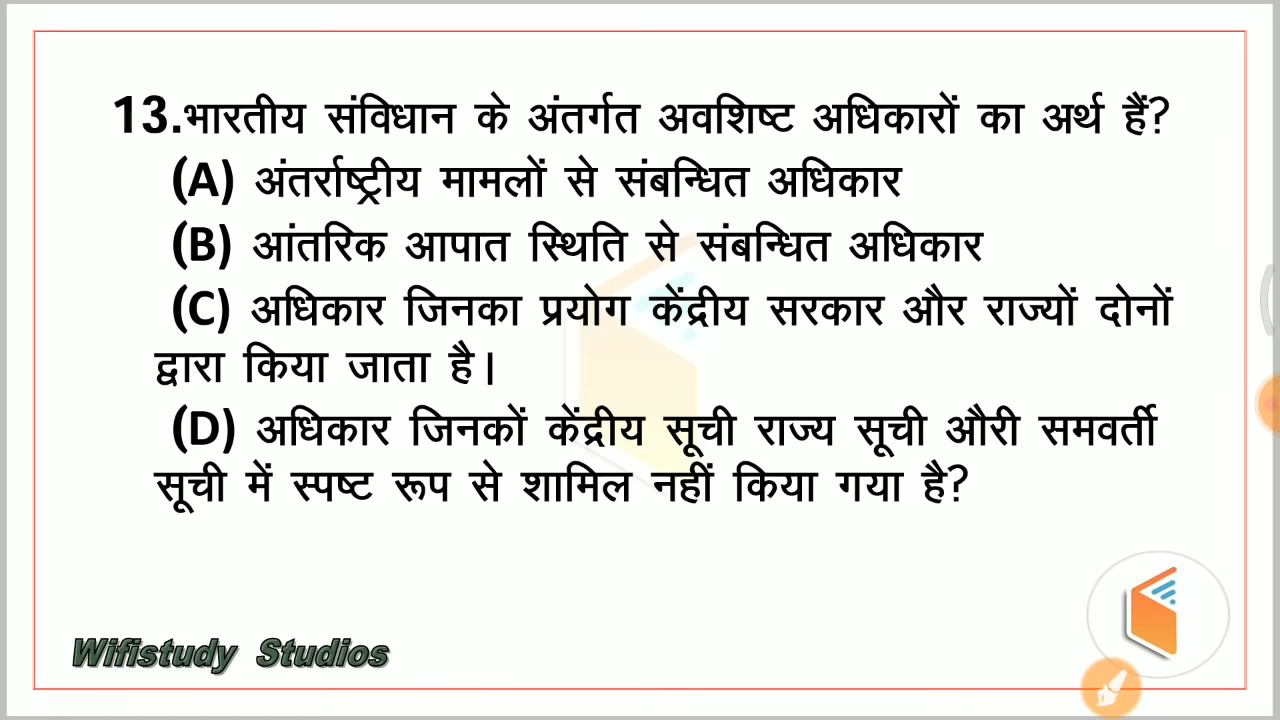 13.भारतीय संविधान के अंतर्गत अवशिष्ट अधिकारों का अर्थ हैं?
(A) अंतर्राष्ट्रीय मामलों से संबन्धित अधिकार
(B) आंतरिक आपात स्थिति से संबन्धित अधिकार
(C) अधिकार जिनका प्रयोग केंद्रीय सरकार और राज्यों दोनों
द्वारा किया जाता है।
(D) अधिकार जिनकों केंद्रीय सूची राज्य सूची औरी समवर्ती
सूची में स्पष्ट रूप से शामिल नहीं किया गया है?
Wifistudy Studios